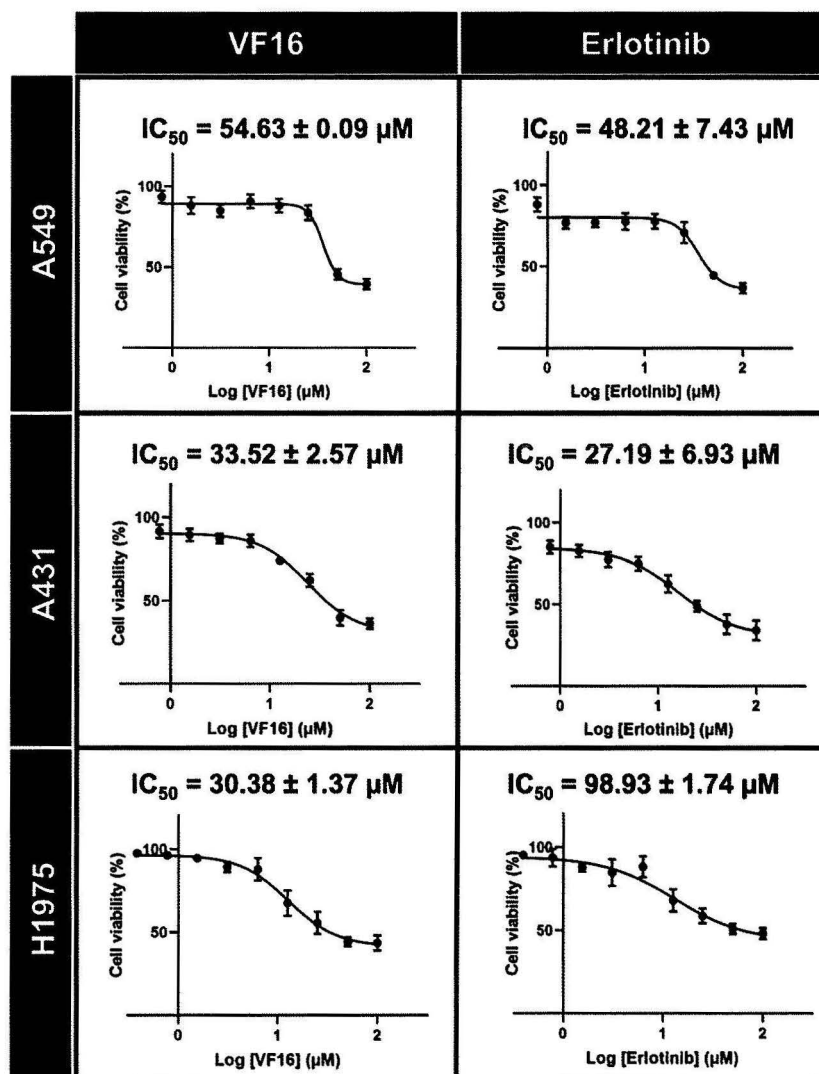 VF16
Erlotinib
A549
IC50 = 54.63 ± 0.09 µM
Cell viability (%)
100
50
0
1
2
Log [VF16] (µM)
IC50 = 48.21 ± 7.43 µM
Cell viability (%)
100
50
0
1
2
Log [Erlotinib] (µM)
A431
IC50 = 33.52 ± 2.57 µM
Cell viability (%)
100
50
0
1
2
Log [VF16] (µM)
IC50 = 27.19 ± 6.93 µM
Cell viability (%)
100
50
0
1
2
Log [Erlotinib] (µM)
H1975
IC50 = 30.38 ± 1.37 µM
Cell viability (%)
100
50
0
1
2
Log [VF16] (µM)
IC50 = 98.93 ± 1.74 µM
Cell viability (%)
100
50
0
1
2
Log [Erlotinib] (µM)